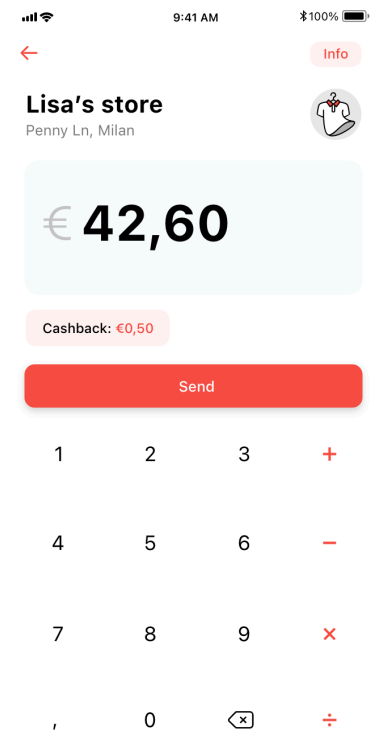 9:41 AM
100%
Info
Lisa’s store
Penny Ln, Milan
€ 42,60
Cashback: €0,50
Send
1 2 3 +
4 5 6 −
7 8 9 ×
, 0 ÷